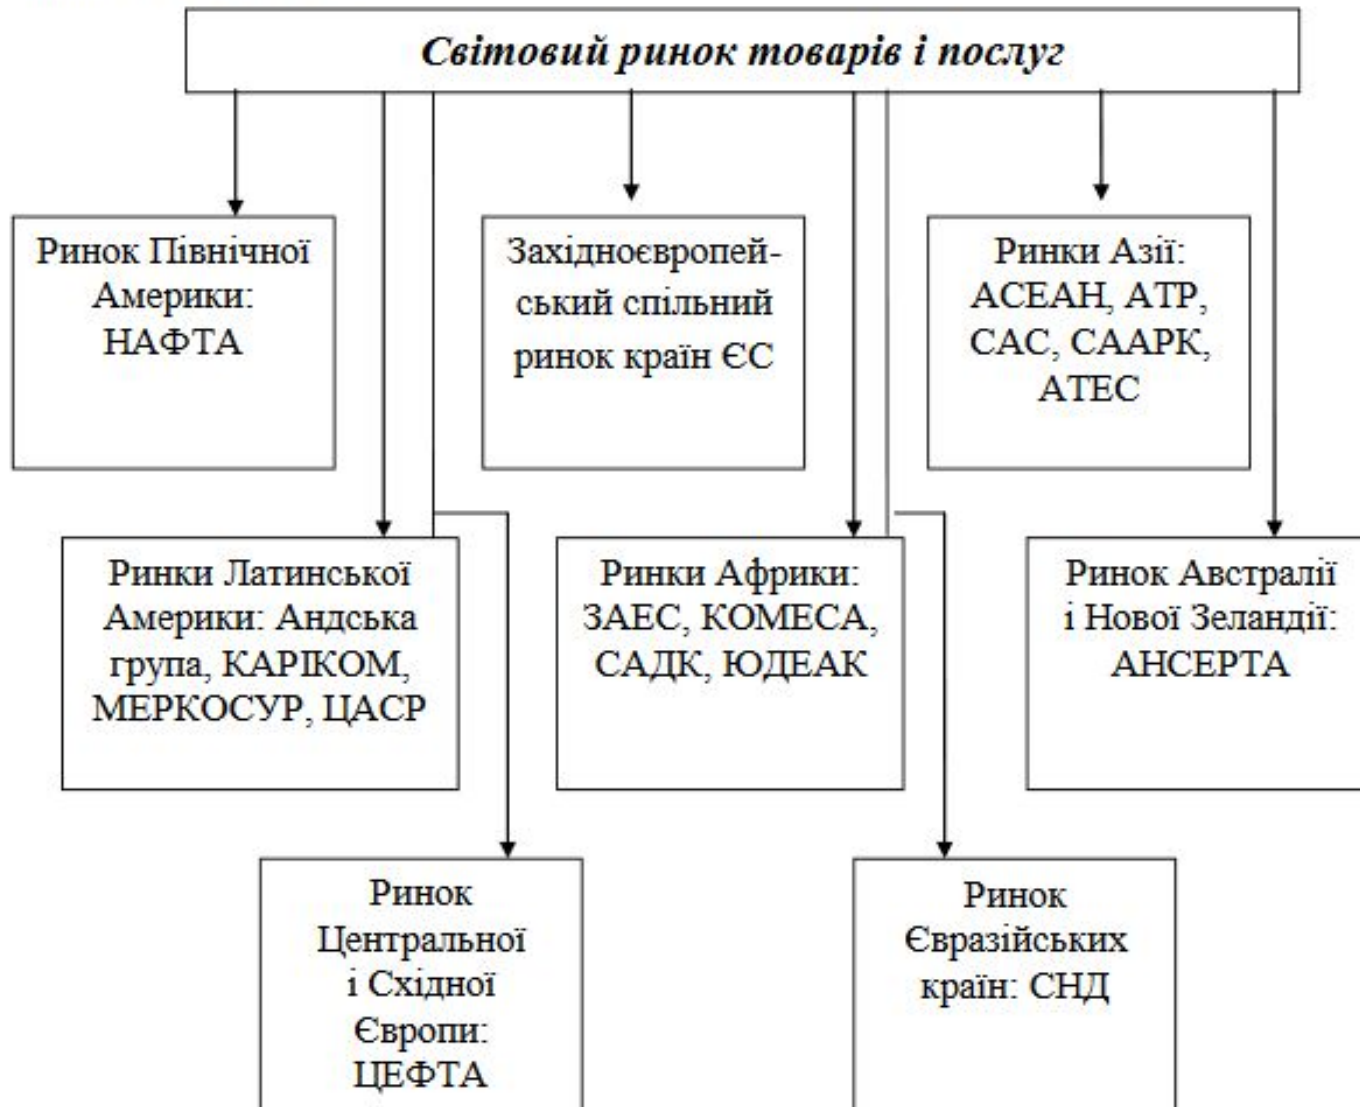 Світовий ринок товарів і послуг
Ринок Північної
Америки:
НАФТА
Західноєвропей-
ський спільний
ринок країн ЄС
Ринки Азії:
АСЕАН, АТР,
САС, СААРК,
АТЕС
Ринки Латинської
Америки: Андська
група, КАРІКОМ,
МЕРКОСУР, ЦАСР
Ринки Африки:
ЗАЕС, КОМЕСА,
САДК, ЮДЕАК
Ринок Австралії
і Нової Зеландії:
АНСЕРТА
Ринок
Центральної
і Східної
Європи:
ЦЕФТА
Ринок
Євразійських
країн: СНД